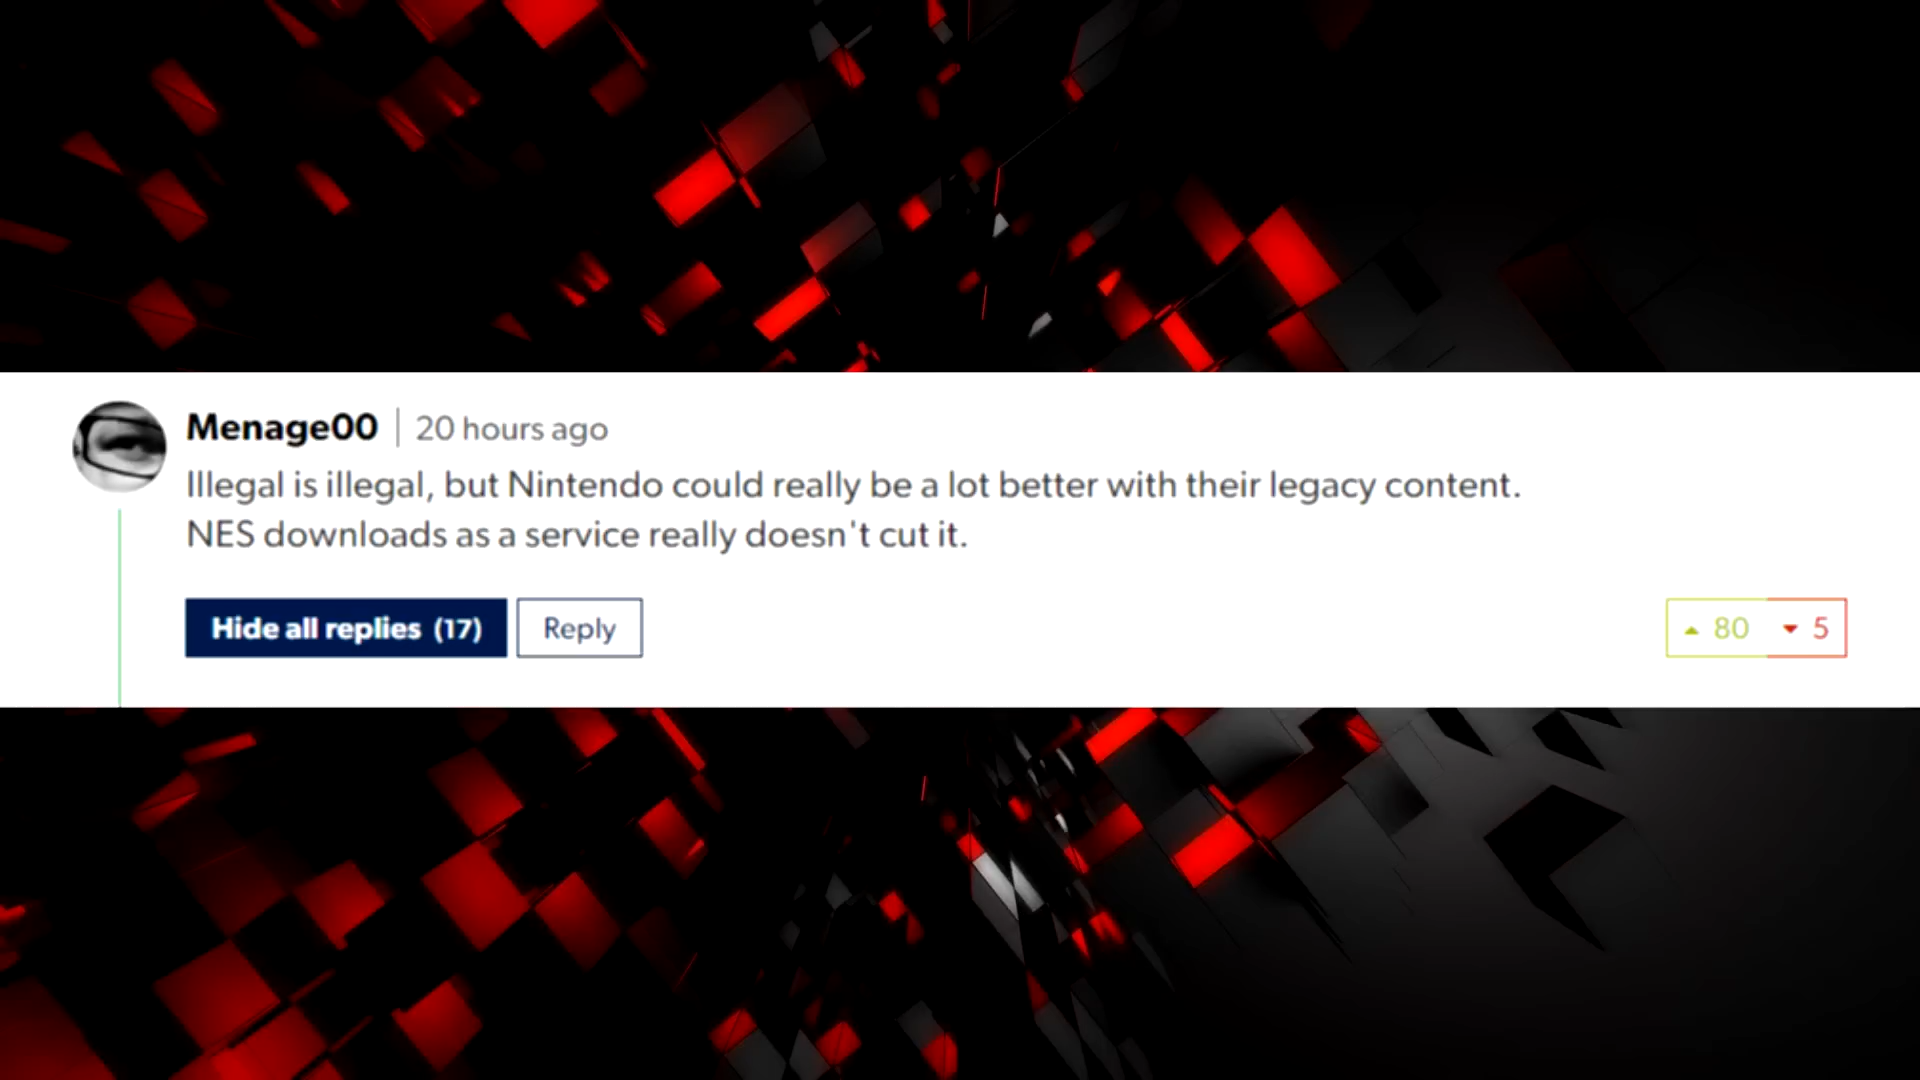 Menage00 | 20 hours ago
Illegal is illegal, but Nintendo could really be a lot better with their legacy content.
NES downloads as a service really doesn't cut it.
Hide all replies (17) Reply 80 5